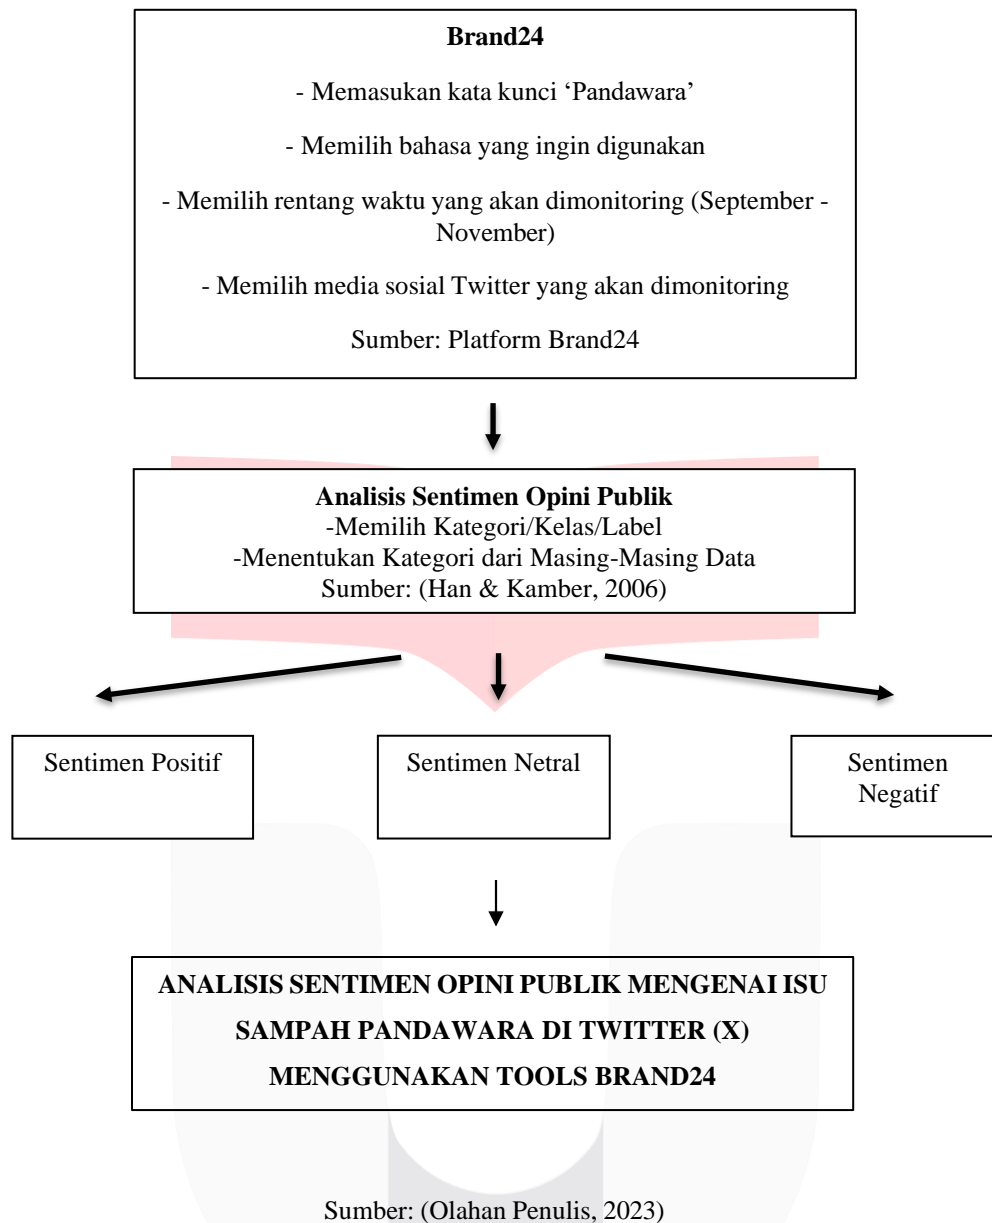 Brand24
- Memasukan kata kunci ‘Pandawara’
- Memilih bahasa yang ingin digunakan
- Memilih rentang waktu yang akan dimonitoring (September -
November)
- Memilih media sosial Twitter yang akan dimonitoring
Sumber: Platform Brand24
Analisis Sentimen Opini Publik
-Memilih Kategori/Kelas/Label
-Menentukan Kategori dari Masing-Masing Data
Sumber: (Han & Kamber, 2006)
Sentimen Positif
Sentimen Netral
Sentimen
Negatif
ANALISIS SENTIMEN OPINI PUBLIK MENGENAI ISU
SAMPAH PANDAWARA DI TWITTER (X)
MENGGUNAKAN TOOLS BRAND24
Sumber: (Olahan Penulis, 2023)